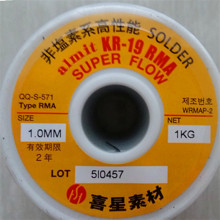 非塩素系高性能 SOLDER
almit KR-19 RMA
SUPER FLOW
QQ-S-571
Type RMA
제조번호
WRMAP-2
SIZE
1.0MM
NET
1KG
有効期限
2年
LOT 5I0457
喜星素材